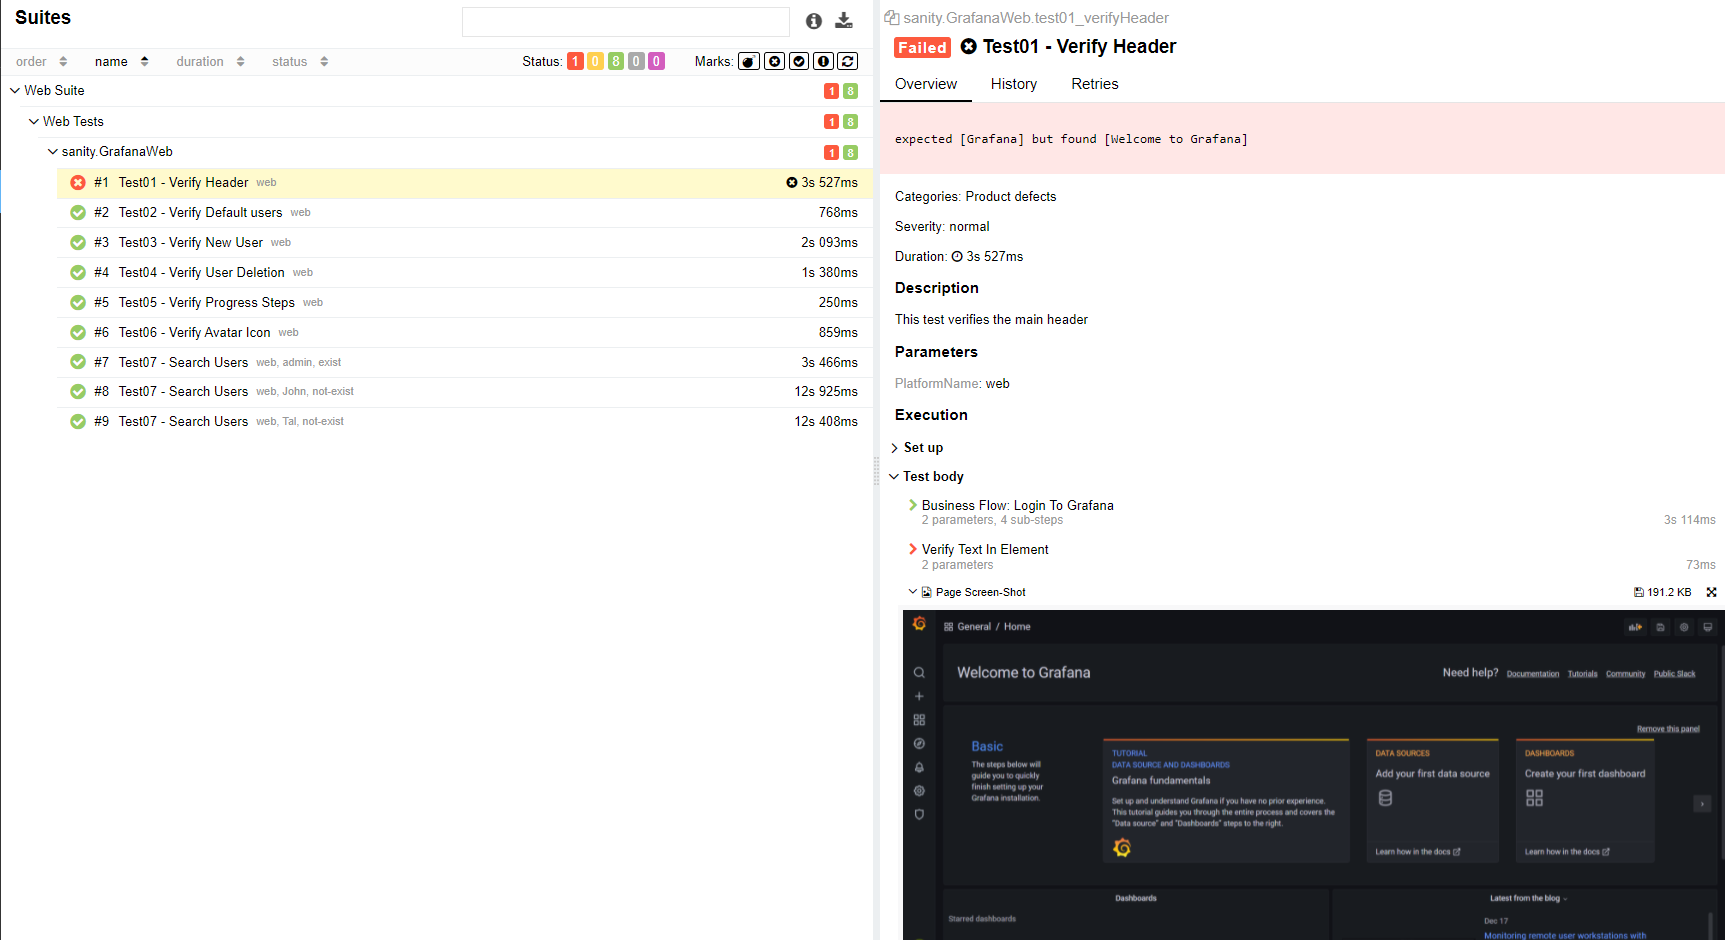 Suites
order name duration status Status: 1 0 8 0 0 Marks:
Web Suite 1 8
Web Tests 1 8
sanity.GrafanaWeb 1 8
#1 Test01 - Verify Header web 3s 527ms
#2 Test02 - Verify Default users web 768ms
#3 Test03 - Verify New User web 2s 093ms
#4 Test04 - Verify User Deletion web 1s 380ms
#5 Test05 - Verify Progress Steps web 250ms
#6 Test06 - Verify Avatar Icon web 859ms
#7 Test07 - Search Users web, admin, exist 3s 466ms
#8 Test07 - Search Users web, John, not-exist 12s 925ms
#9 Test07 - Search Users web, Tal, not-exist 12s 408ms
sanity.GrafanaWeb.test01_verifyHeader
Failed Test01 - Verify Header
Overview History Retries
expected [Grafana] but found [Welcome to Grafana]
Categories: Product defects
Severity: normal
Duration: 3s 527ms
Description
This test verifies the main header
Parameters
PlatformName: web
Execution
Set up
Test body
Business Flow: Login To Grafana
2 parameters, 4 sub-steps 3s 114ms
Verify Text In Element
2 parameters 73ms
Page Screen-Shot 191.2 KB
General / Home
Welcome to Grafana
Need help? Documentation Tutorials Community Public Slack
Remove this panel
Basic
The steps below will
guide you to quickly
finish setting up your
Grafana installation.
TUTORIAL
DATA SOURCE AND DASHBOARDS
Grafana fundamentals
Set up and understand Grafana if you have no prior experience.
This tutorial guides you through the entire process and covers the
"Data source" and "Dashboards" steps to the right.
DATA SOURCES
Add your first data source
Learn how in the docs
DASHBOARDS
Create your first dashboard
Learn how in the docs
Dashboards
Starred dashboards
Latest from the blog
Dec 17
Monitoring remote user workstations with